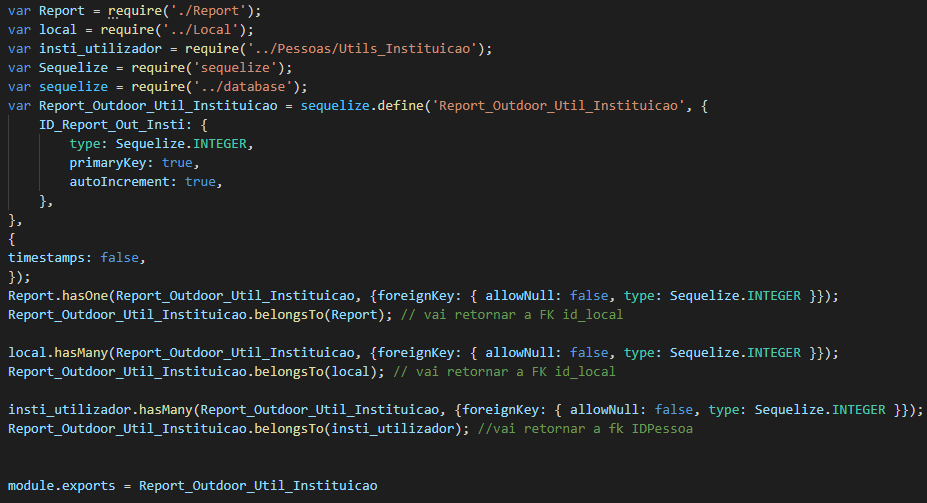 var Report = require('./Report');
var local = require('../Local');
var insti_utilizador = require('../Pessoas/Utils_Instituicao');
var Sequelize = require('sequelize');
var sequelize = require('../database');
var Report_Outdoor_Util_Instituicao = sequelize.define('Report_Outdoor_Util_Instituicao', {
    ID_Report_Out_Insti: {
        type: Sequelize.INTEGER,
        primaryKey: true,
        autoIncrement: true,
    },
},
{
timestamps: false,
});
Report.hasOne(Report_Outdoor_Util_Instituicao, {foreignKey: { allowNull: false, type: Sequelize.INTEGER }});
Report_Outdoor_Util_Instituicao.belongsTo(Report); // vai retornar a FK id_local
local.hasMany(Report_Outdoor_Util_Instituicao, {foreignKey: { allowNull: false, type: Sequelize.INTEGER }});
Report_Outdoor_Util_Instituicao.belongsTo(local); // vai retornar a FK id_local
insti_utilizador.hasMany(Report_Outdoor_Util_Instituicao, {foreignKey: { allowNull: false, type: Sequelize.INTEGER }});
Report_Outdoor_Util_Instituicao.belongsTo(insti_utilizador); //vai retornar a fk IDPessoa
module.exports = Report_Outdoor_Util_Instituicao